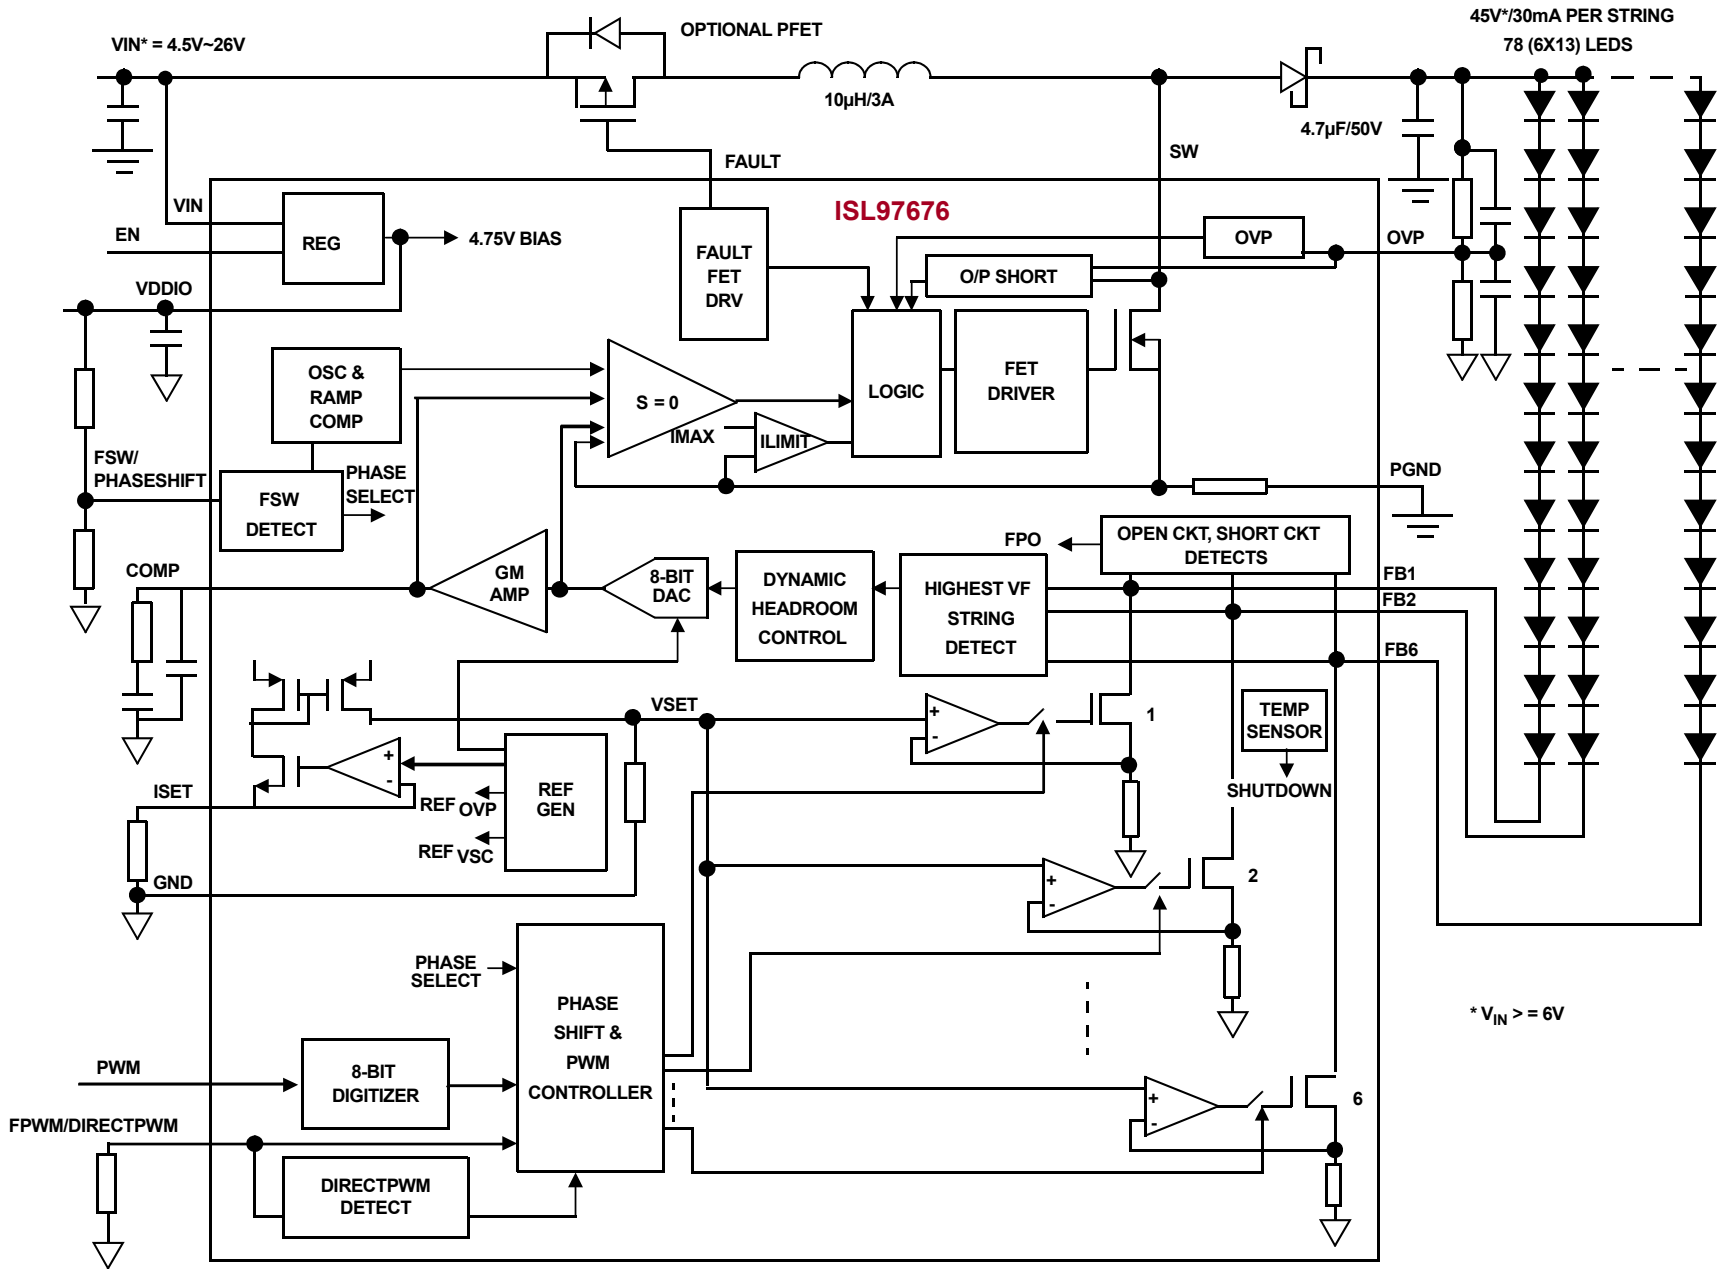 45V*/30mA PER STRING
78 (6X13) LEDS
VIN* = 4.5V~26V
OPTIONAL PFET
10µH/3A
4.7µF/50V
SW
FAULT
VIN
EN
REG
4.75V BIAS
VDDIO
ISL97676
FAULT
FET
DRV
OVP
OVP
O/P SHORT
OSC &
RAMP
COMP
S = 0
IMAX
ILIMIT
LOGIC
FET
DRIVER
FSW/
PHASESHIFT
FSW
DETECT
PHASE
SELECT
PGND
FPO
OPEN CKT, SHORT CKT
DETECTS
COMP
GM
AMP
8-BIT
DAC
DYNAMIC
HEADROOM
CONTROL
HIGHEST VF
STRING
DETECT
FB1
FB2
FB6
VSET
+
-
1
TEMP
SENSOR
SHUTDOWN
+
-
REF
GEN
REF OVP
REF VSC
ISET
GND
+
-
2
PHASE
SELECT
PHASE
SHIFT &
PWM
CONTROLLER
* VIN > = 6V
PWM
8-BIT
DIGITIZER
+
-
6
FPWM/DIRECTPWM
DIRECTPWM
DETECT